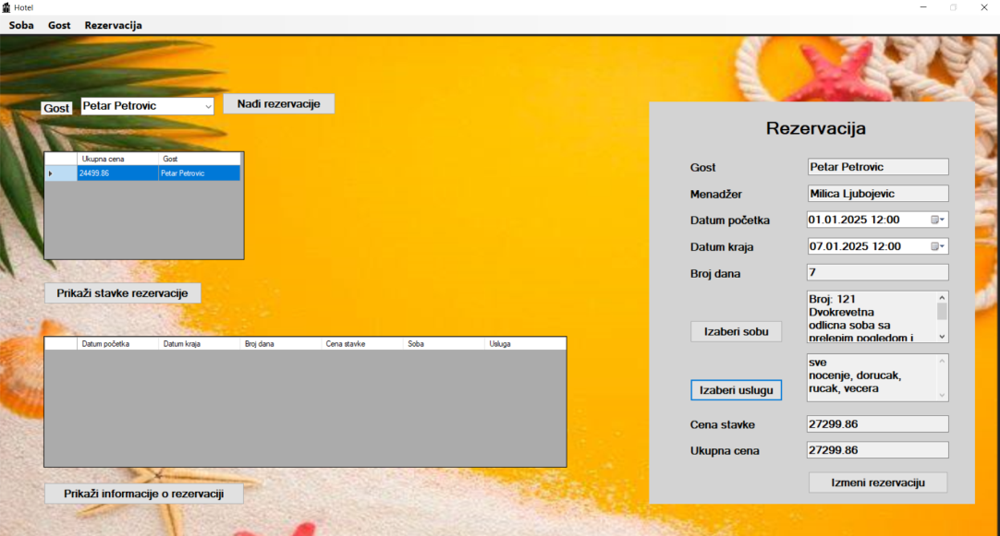 Hotel
Soba Gost Rezervacija
Gost Petar Petrovic Nađi rezervacije
Ukupna cena Gost
24499.86 Petar Petrovic
Prikaži stavke rezervacije
Datum početka Datum kraja Broj dana Cena stavke Soba Usluga
Prikaži informacije o rezervaciji
Rezervacija
Gost Petar Petrovic
Menadžer Milica Ljubojevic
Datum početka 01.01.2025 12:00
Datum kraja 07.01.2025 12:00
Broj dana 7
Izaberi sobu
Broj: 121
Dvokrevetna
odlicna soba sa
prelepim pogledom i
Izaberi uslugu
sve
nocenje, dorucak,
rucak, vecera
Cena stavke 27299.86
Ukupna cena 27299.86
Izmeni rezervaciju